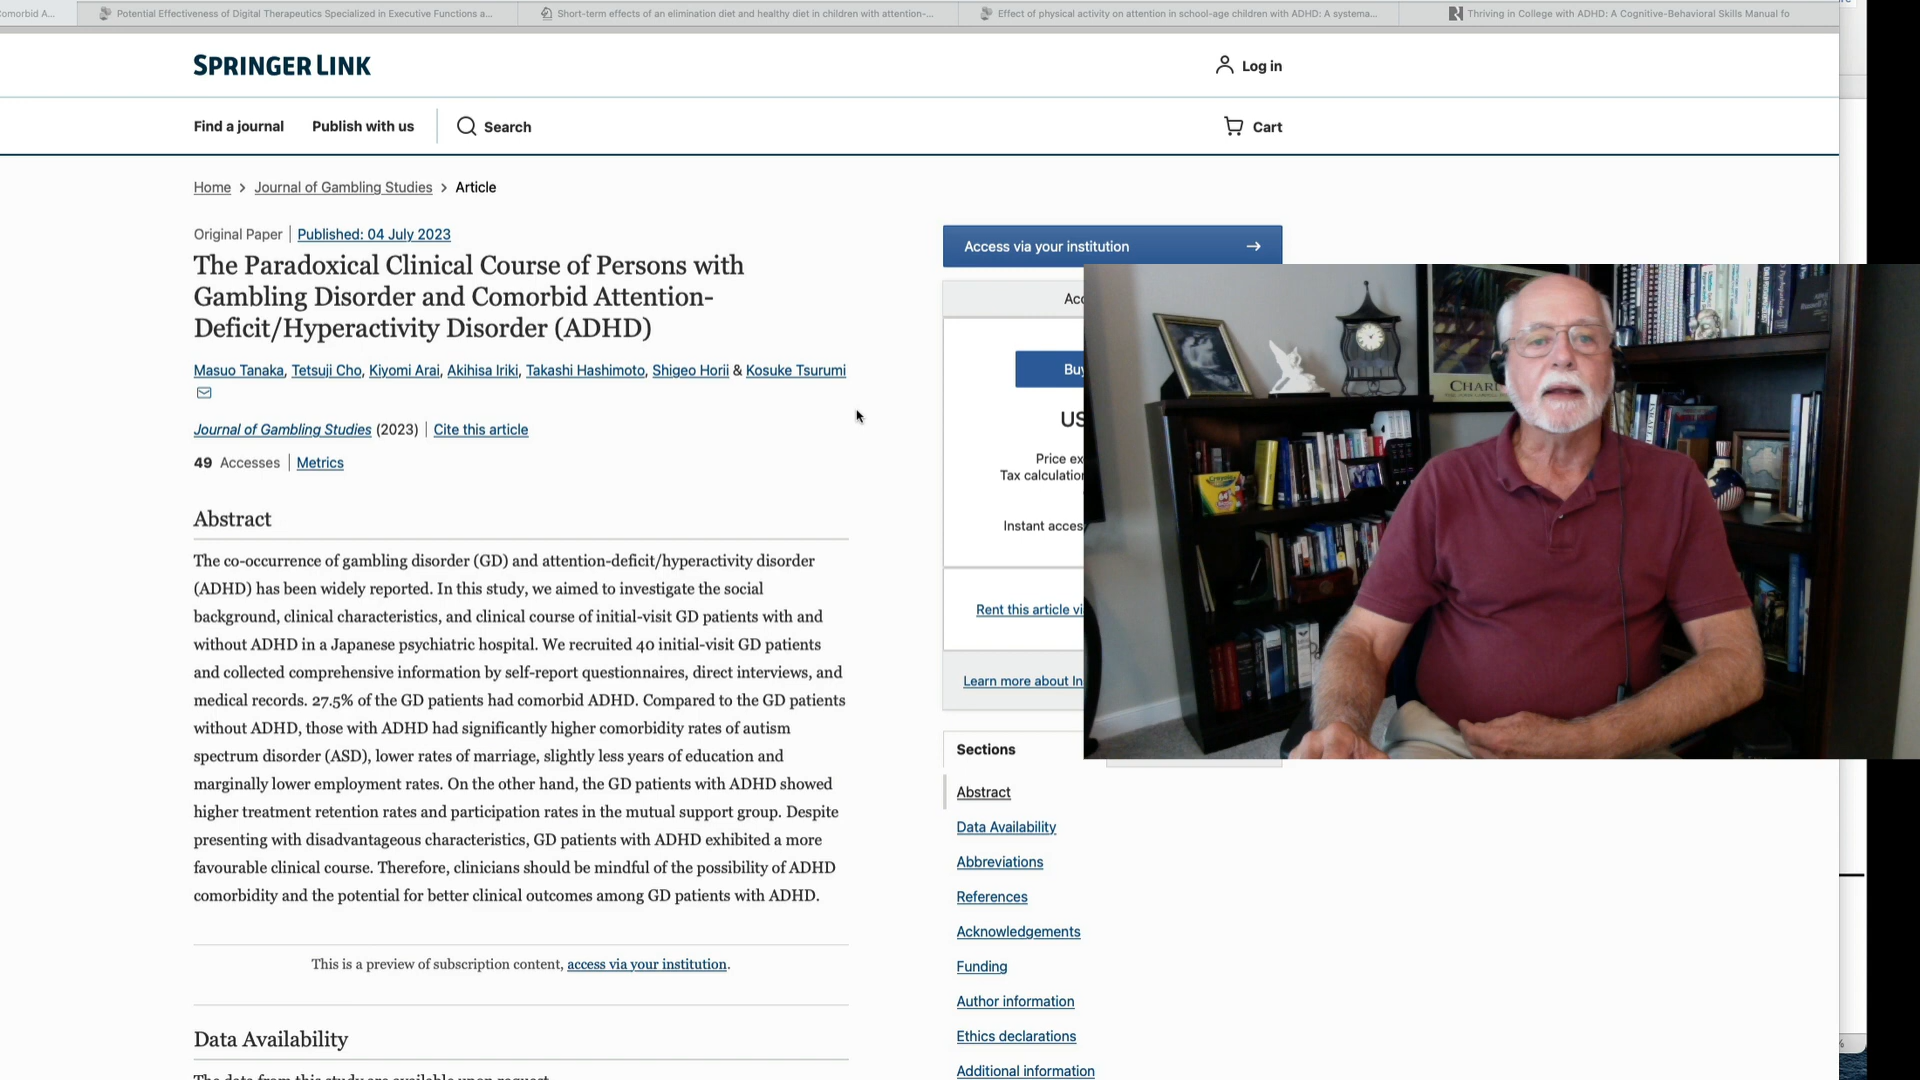 omorbid A...
Potential Effectiveness of Digital Therapeutics Specialized in Executive Functions a...
Short-term effects of an elimination diet and healthy diet in children with attention-...
Effect of physical activity on attention in school-age children with ADHD: A systema...
Thriving in College with ADHD: A Cognitive-Behavioral Skills Manual fo
SPRINGER LINK
Log in
Find a journal
Publish with us
Search
Cart
Home > Journal of Gambling Studies > Article
Original Paper | Published: 04 July 2023
The Paradoxical Clinical Course of Persons with
Gambling Disorder and Comorbid Attention-
Deficit/Hyperactivity Disorder (ADHD)
Masuo Tanaka, Tetsuji Cho, Kiyomi Arai, Akihisa Iriki, Takashi Hashimoto, Shigeo Horii & Kosuke Tsurumi
Journal of Gambling Studies (2023) | Cite this article
49 Accesses | Metrics
Abstract
The co-occurrence of gambling disorder (GD) and attention-deficit/hyperactivity disorder
(ADHD) has been widely reported. In this study, we aimed to investigate the social
background, clinical characteristics, and clinical course of initial-visit GD patients with and
without ADHD in a Japanese psychiatric hospital. We recruited 40 initial-visit GD patients
and collected comprehensive information by self-report questionnaires, direct interviews, and
medical records. 27.5% of the GD patients had comorbid ADHD. Compared to the GD patients
without ADHD, those with ADHD had significantly higher comorbidity rates of autism
spectrum disorder (ASD), lower rates of marriage, slightly less years of education and
marginally lower employment rates. On the other hand, the GD patients with ADHD showed
higher treatment retention rates and participation rates in the mutual support group. Despite
presenting with disadvantageous characteristics, GD patients with ADHD exhibited a more
favourable clinical course. Therefore, clinicians should be mindful of the possibility of ADHD
comorbidity and the potential for better clinical outcomes among GD patients with ADHD.
This is a preview of subscription content, access via your institution.
Data Availability
The data from this study are available upon request
Access via your institution
Acc
Buy
US
Price ex
Tax calculatio
Instant acces
Rent this article vi
Learn more about In
Sections
Abstract
Data Availability
Abbreviations
References
Acknowledgements
Funding
Author information
Ethics declarations
Additional information
CHARL
64
%